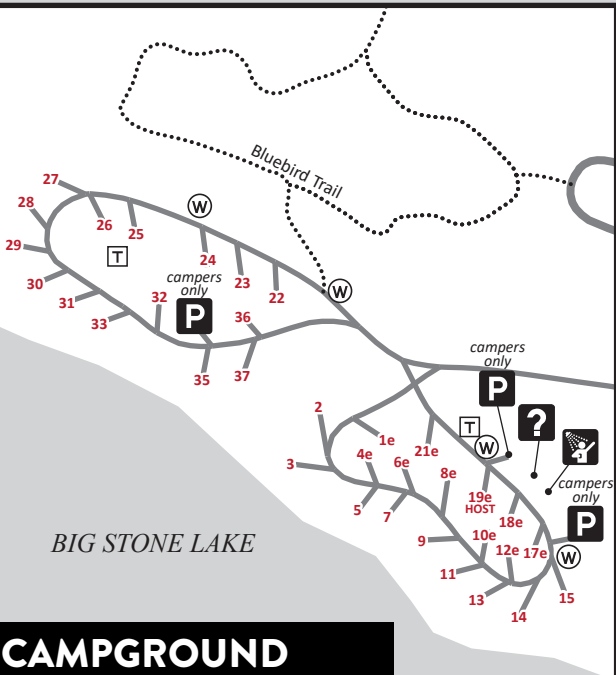 Bluebird Trail
27
28
29
30
31
33
26
25
T
W
24
23
22
W
campers
only
P
32
36
35
37
campers
only
P
?
T
W
2
3
1e
4e
6e
21e
8e
5
7
9
19e
HOST
18e
10e
12e
17e
11
13
14
15
campers
only
P
W
BIG STONE LAKE
CAMPGROUND